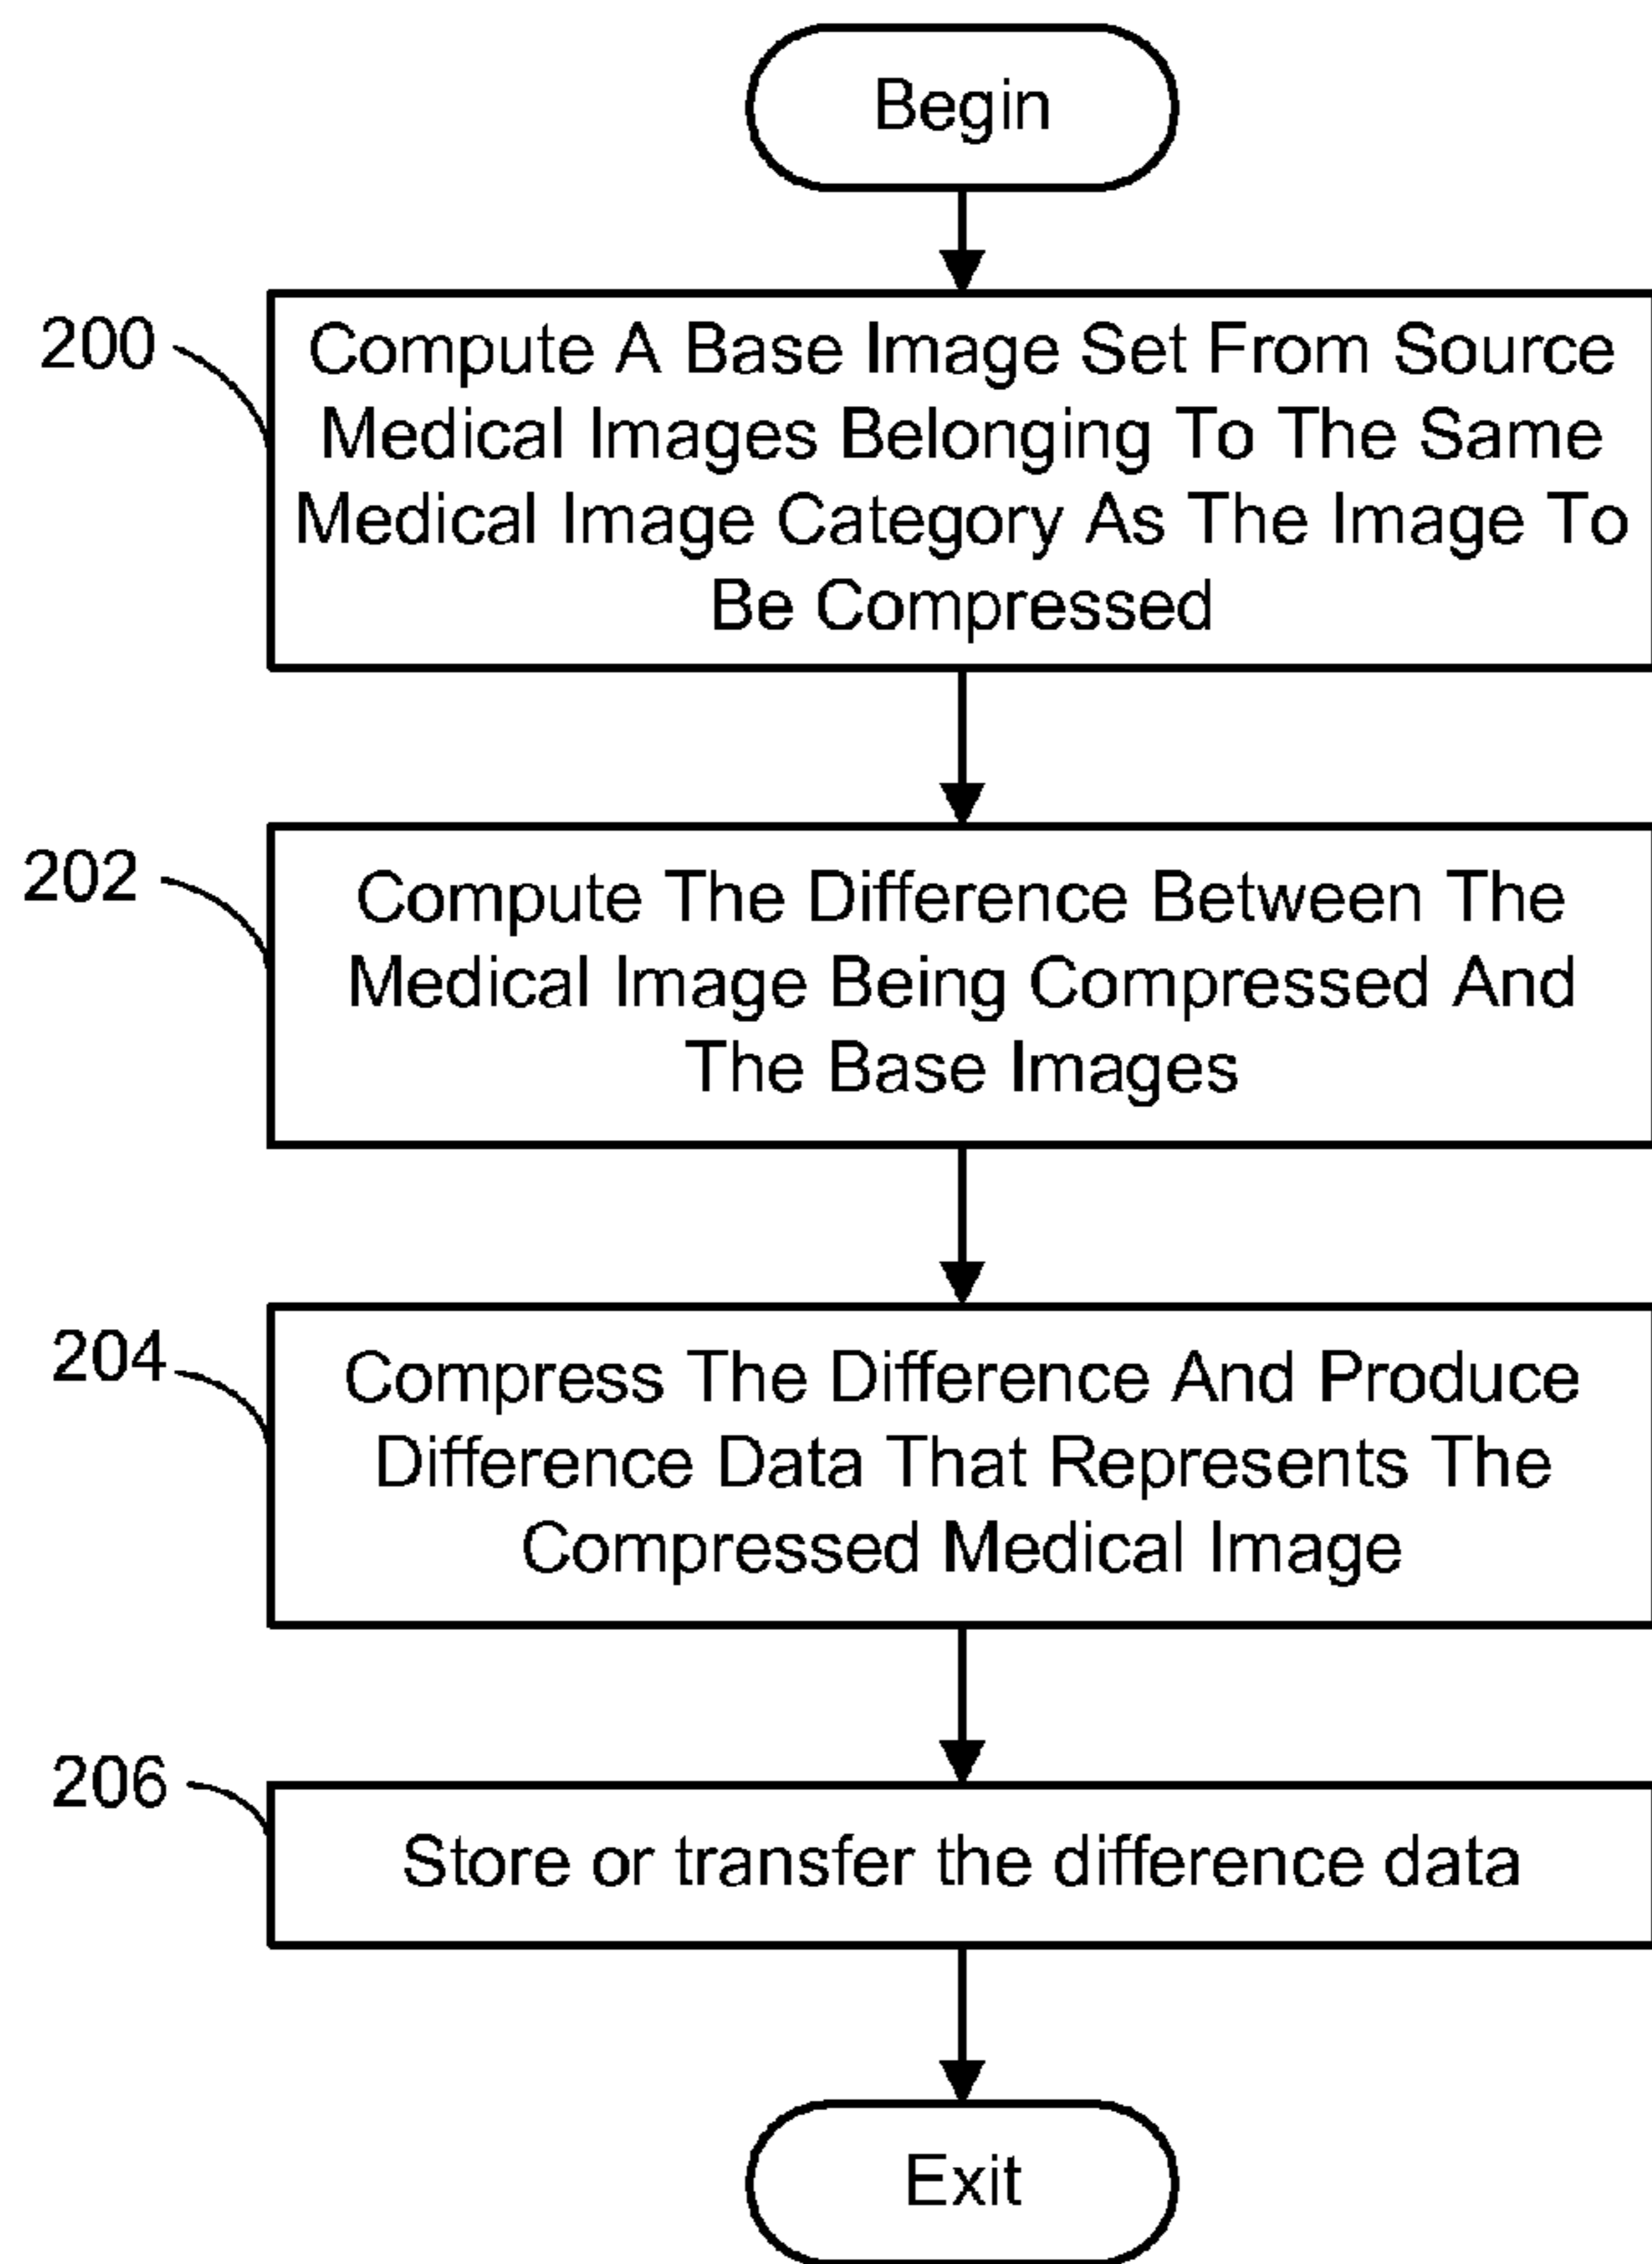 Begin
200
Compute A Base Image Set From Source
Medical Images Belonging To The Same
Medical Image Category As The Image To
Be Compressed
202
Compute The Difference Between The
Medical Image Being Compressed And
The Base Images
204
Compress The Difference And Produce
Difference Data That Represents The
Compressed Medical Image
206
Store or transfer the difference data
Exit